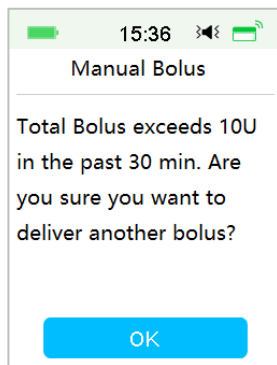 15:36
Manual Bolus
Total Bolus exceeds 10U
in the past 30 min. Are
you sure you want to
deliver another bolus?
OK